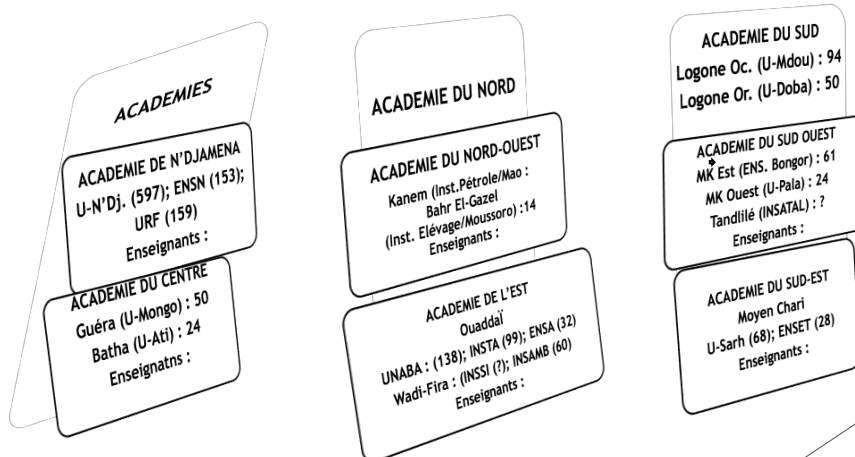 ACADEMIES
ACADEMIE DE N'DJAMENA
U-N'Dj. (597); ENSN (153);
URF (159)
Enseignants :
ACADEMIE DU CENTRE
Guéra (U-Mongo) : 50
Batha (U-Ati) : 24
Enseignatns :
ACADEMIE DU NORD
ACADEMIE DU NORD-OUEST
Kanem (Inst.Pétrole/Mao :
Bahr El-Gazel
(Inst. Elévage/Moussoro) :14
Enseignants :
ACADEMIE DE L'EST
Ouaddaï
UNABA : (138); INSTA (99); ENSA (32)
Wadi-Fira : (INSSI (?); INSAMB (60)
Enseignants :
ACADEMIE DU SUD
Logone Oc. (U-Mdou) : 94
Logone Or. (U-Doba) : 50
ACADEMIE DU SUD OUEST
MK Est (ENS. Bongor) : 61
MK Ouest (U-Pala) : 24
Tandlilé (INSATAL) : ?
Enseignants :
ACADEMIE DU SUD-EST
Moyen Chari
U-Sarh (68); ENSET (28)
Enseignants :